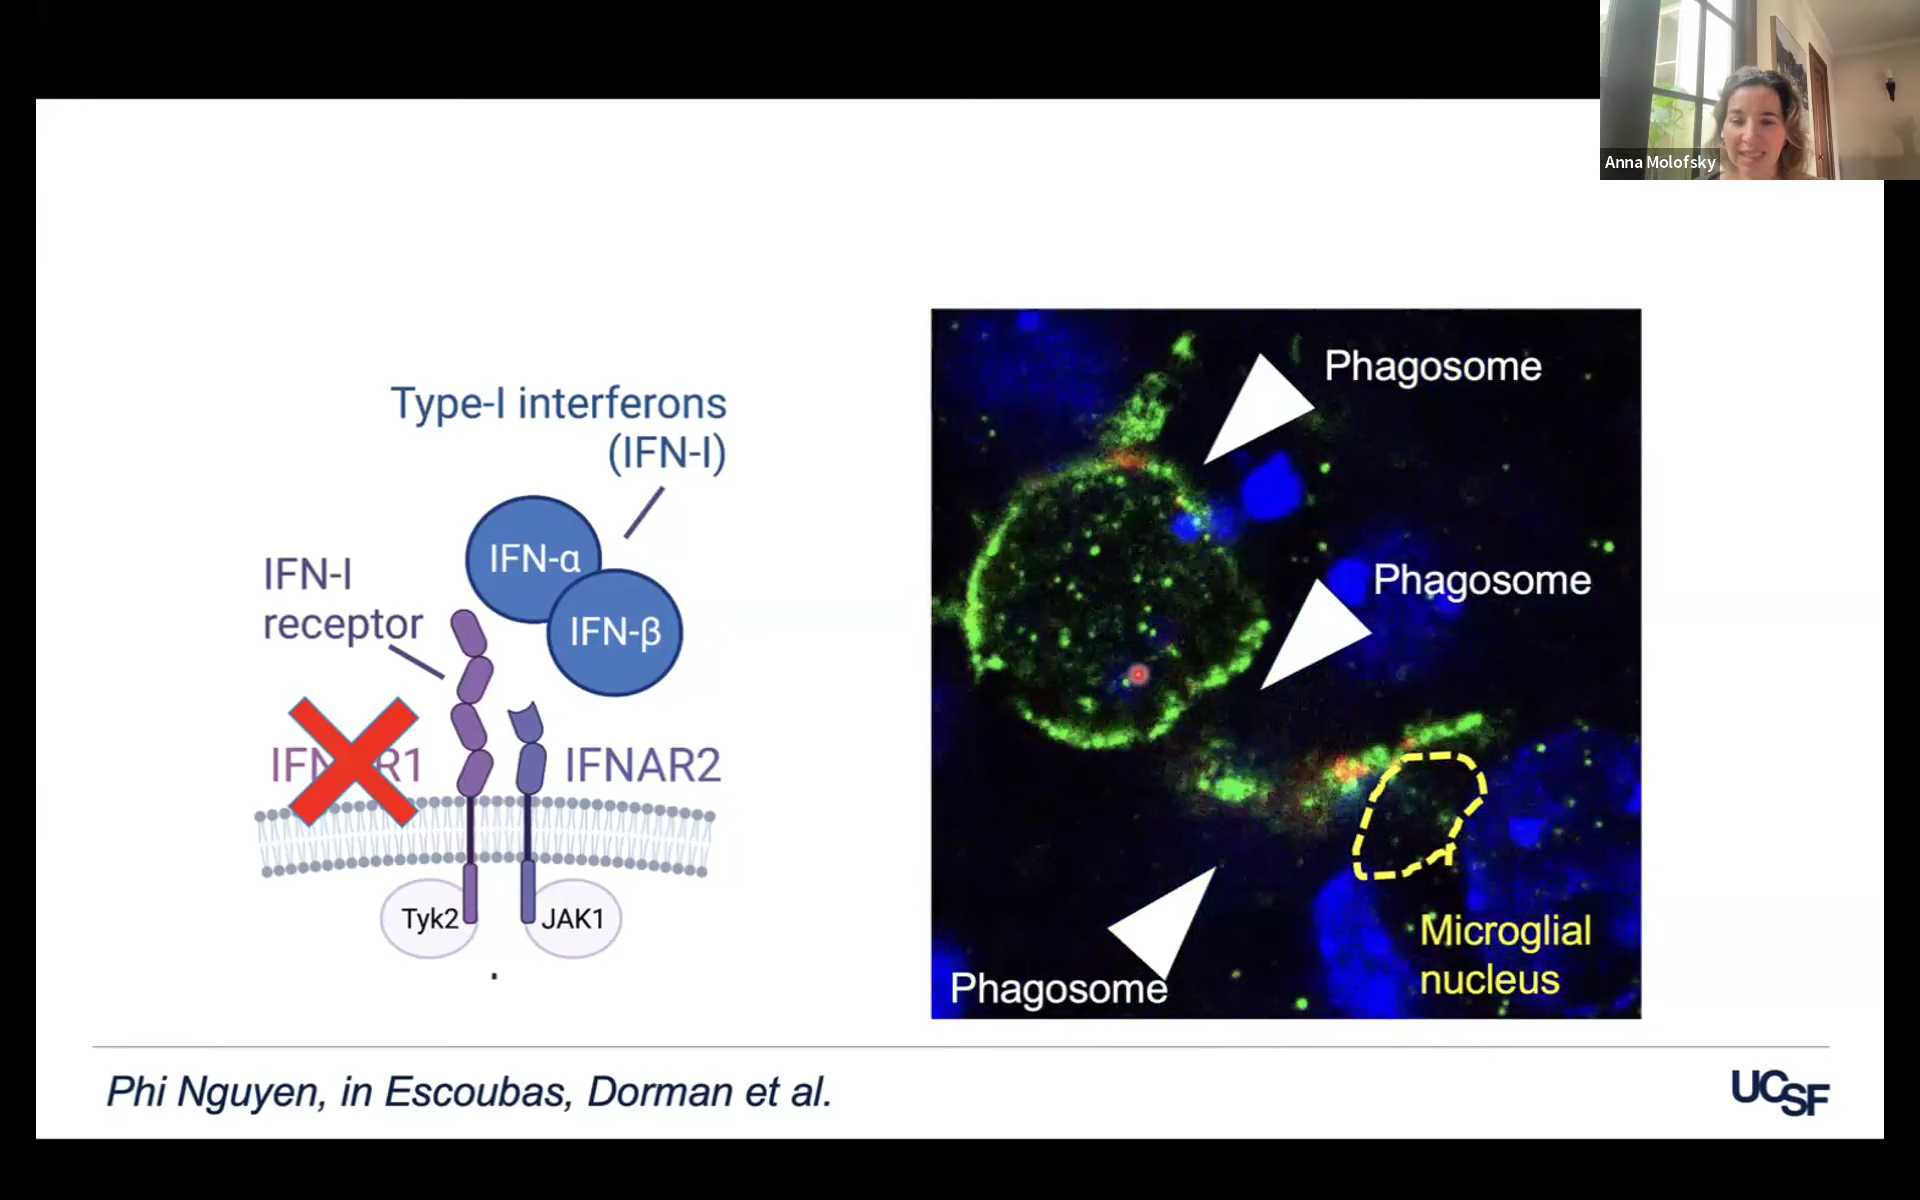 Anna Molofsky
Type-I interferons
(IFN-I)
IFN-α
IFN-β
IFN-I
receptor
IFNAR2
Tyk2
JAK1
Phagosome
Phagosome
Phagosome
Microglial
nucleus
Phi Nguyen, in Escoubas, Dorman et al.
UCSF